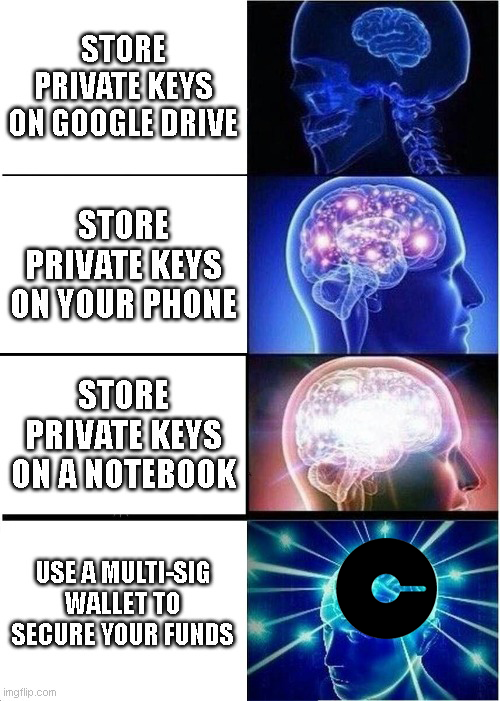 STORE
PRIVATE KEYS
ON GOOGLE DRIVE
STORE
PRIVATE KEYS
ON YOUR PHONE
STORE
PRIVATE KEYS
ON A NOTEBOOK
USE A MULTI-SIG
WALLET TO
SECURE YOUR FUNDS
imgflip.com